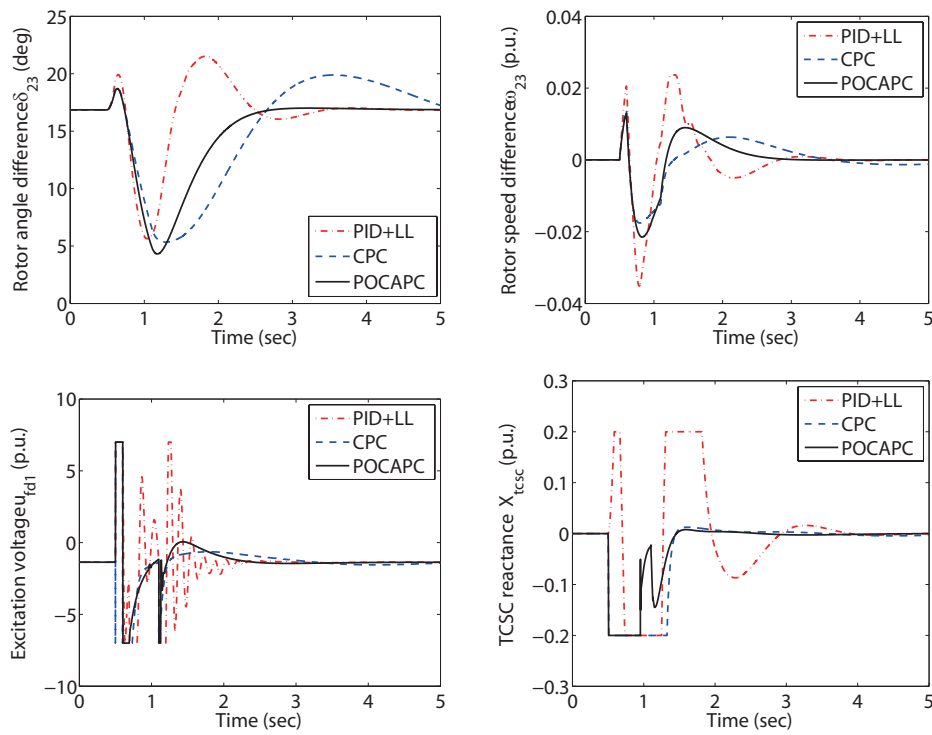 Rotor angle differenceδ₂₃ (deg)
25
20
15
10
5
0
PID+LL
CPC
POCAPC
0 1 2 3 4 5
Time (sec)
Rotor speed differenceω₂₃ (p.u.)
0.04
0.02
0
−0.02
−0.04
PID+LL
CPC
POCAPC
0 1 2 3 4 5
Time (sec)
Excitation voltageu_fd1 (p.u.)
10
5
0
−5
−10
PID+LL
CPC
POCAPC
0 1 2 3 4 5
Time (sec)
TCSC reactance X_tcsc (p.u.)
0.3
0.2
0.1
0
−0.1
−0.2
−0.3
PID+LL
CPC
POCAPC
0 1 2 3 4 5
Time (sec)